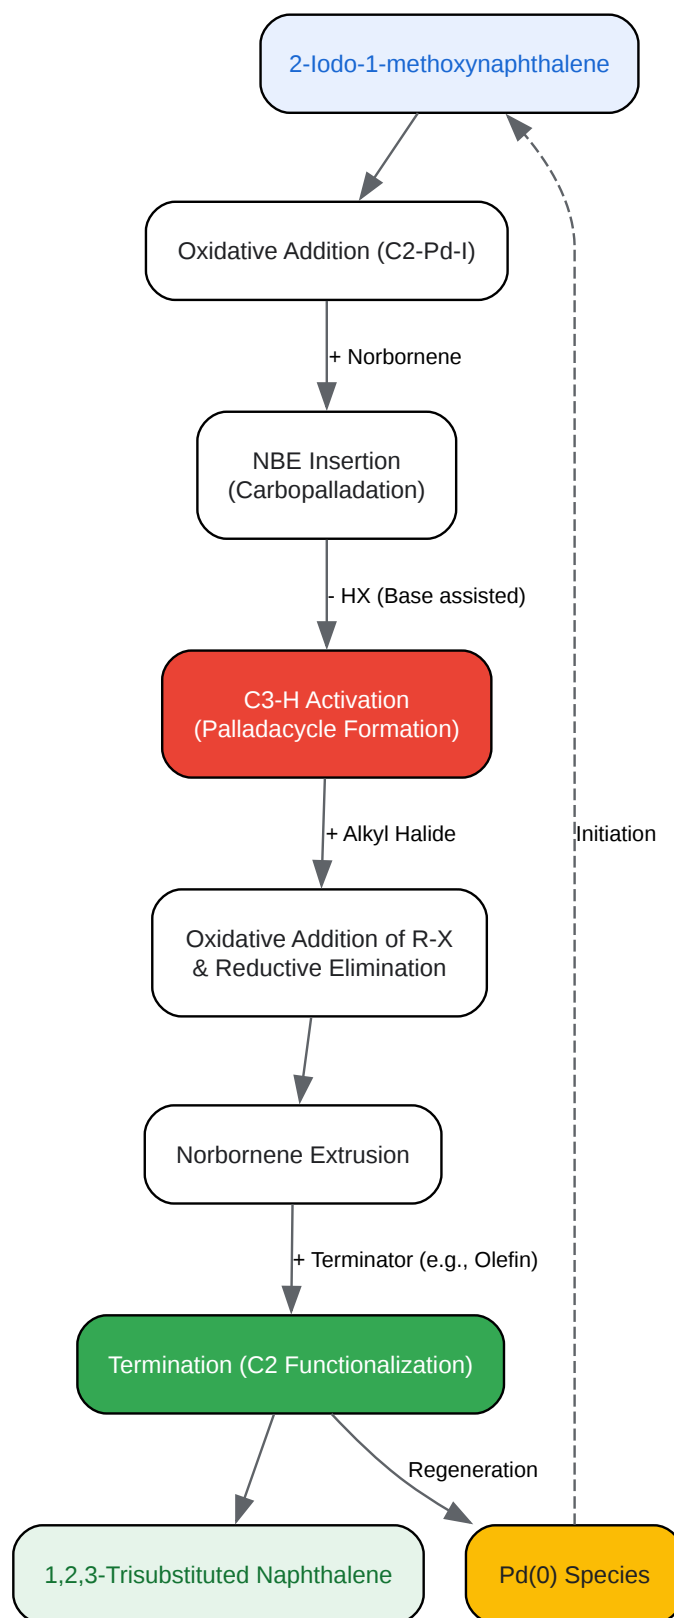 2-Iodo-1-methoxynaphthalene
Oxidative Addition (C2-Pd-I)
+ Norbornene
NBE Insertion
(Carbopalladation)
- HX (Base assisted)
C3-H Activation
(Palladacycle Formation)
+ Alkyl Halide
Initiation
Oxidative Addition of R-X
& Reductive Elimination
Norbornene Extrusion
+ Terminator (e.g., Olefin)
Termination (C2 Functionalization)
Regeneration
1,2,3-Trisubstituted Naphthalene
Pd(0) Species